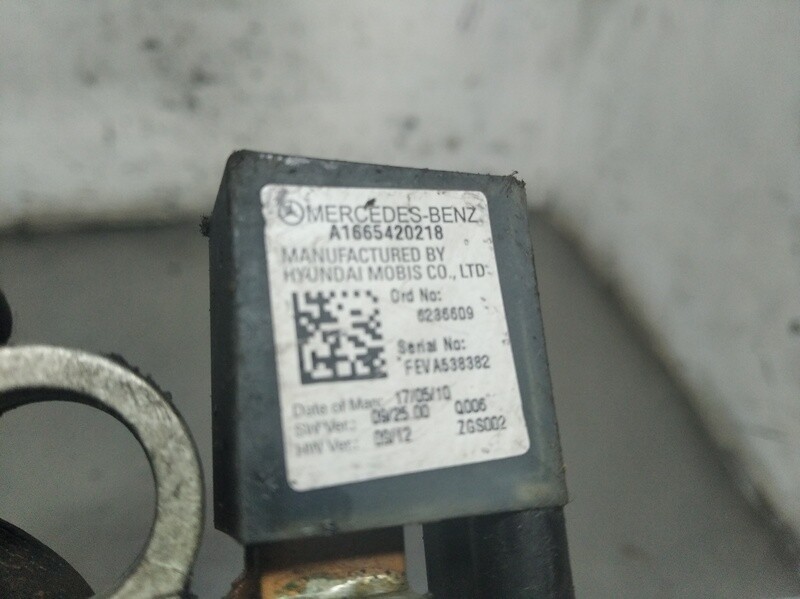 MERCEDES-BENZ
A1665420218
MANUFACTURED BY
HYUNDAI MOBIS CO., LTD.
Ord No:
6236609
Serial No:
FEVA538382
Date of Man: 17/05/10
SW Ver.: 09/25.00 Q006
HW Ver.: 09/12 ZGS002